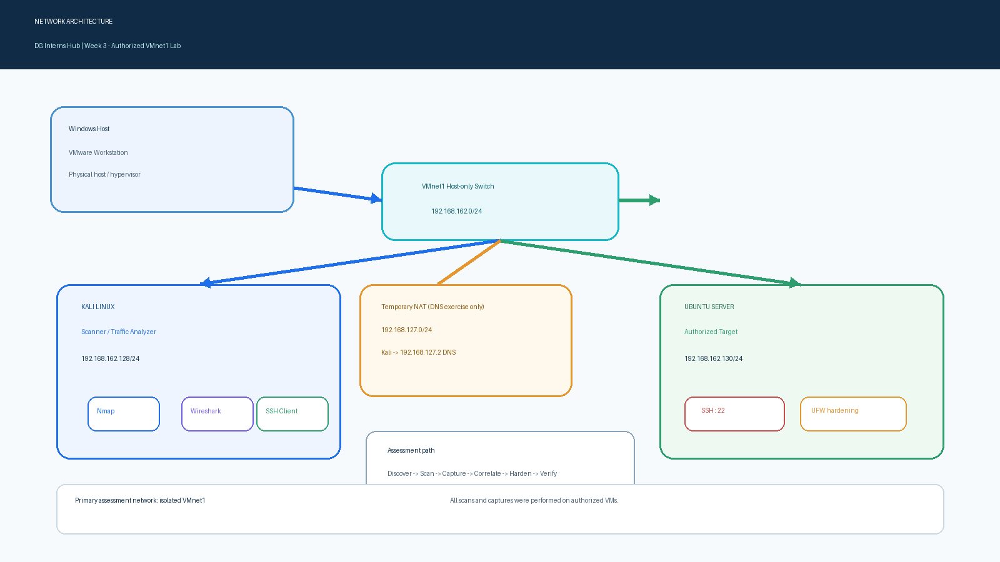 NETWORK ARCHITECTURE
DG Interns Hub | Week 3 - Authorized VMnet1 Lab
Windows Host
VMware Workstation
Physical host / hypervisor
VMnet1 Host-only Switch
192.168.162.0/24
KALI LINUX
Scanner / Traffic Analyzer
192.168.162.128/24
Nmap
Wireshark
SSH Client
Temporary NAT (DNS exercise only)
192.168.127.0/24
Kali -> 192.168.127.2 DNS
UBUNTU SERVER
Authorized Target
192.168.162.130/24
SSH : 22
UFW hardening
Assessment path
Discover -> Scan -> Capture -> Correlate -> Harden -> Verify
Primary assessment network: isolated VMnet1
All scans and captures were performed on authorized VMs.